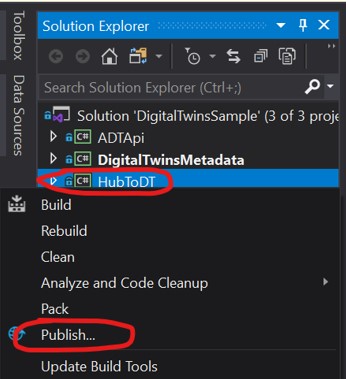 Toolbox
Data Sources
Solution Explorer
Search Solution Explorer (Ctrl+;)
Solution 'DigitalTwinsSample' (3 of 3 proje
C# ADTApi
C# DigitalTwinsMetadata
C# HubToDT
Build
Rebuild
Clean
Analyze and Code Cleanup
Pack
Publish...
Update Build Tools